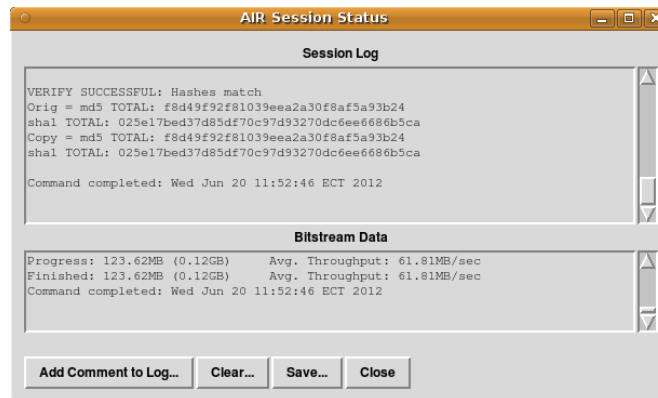 AIR Session Status
Session Log
VERIFY SUCCESSFUL: Hashes match
Orig = md5 TOTAL: f8d49f92f81039eea2a30f8af5a93b24
sha1 TOTAL: 025e17bed37d85df70c97d93270dc6ee6686b5ca
Copy = md5 TOTAL: f8d49f92f81039eea2a30f8af5a93b24
sha1 TOTAL: 025e17bed37d85df70c97d93270dc6ee6686b5ca
Command completed: Wed Jun 20 11:52:46 ECT 2012
Bitstream Data
Progress: 123.62MB (0.12GB) Avg. Throughput: 61.81MB/sec
Finished: 123.62MB (0.12GB) Avg. Throughput: 61.81MB/sec
Command completed: Wed Jun 20 11:52:46 ECT 2012
Add Comment to Log... Clear... Save... Close